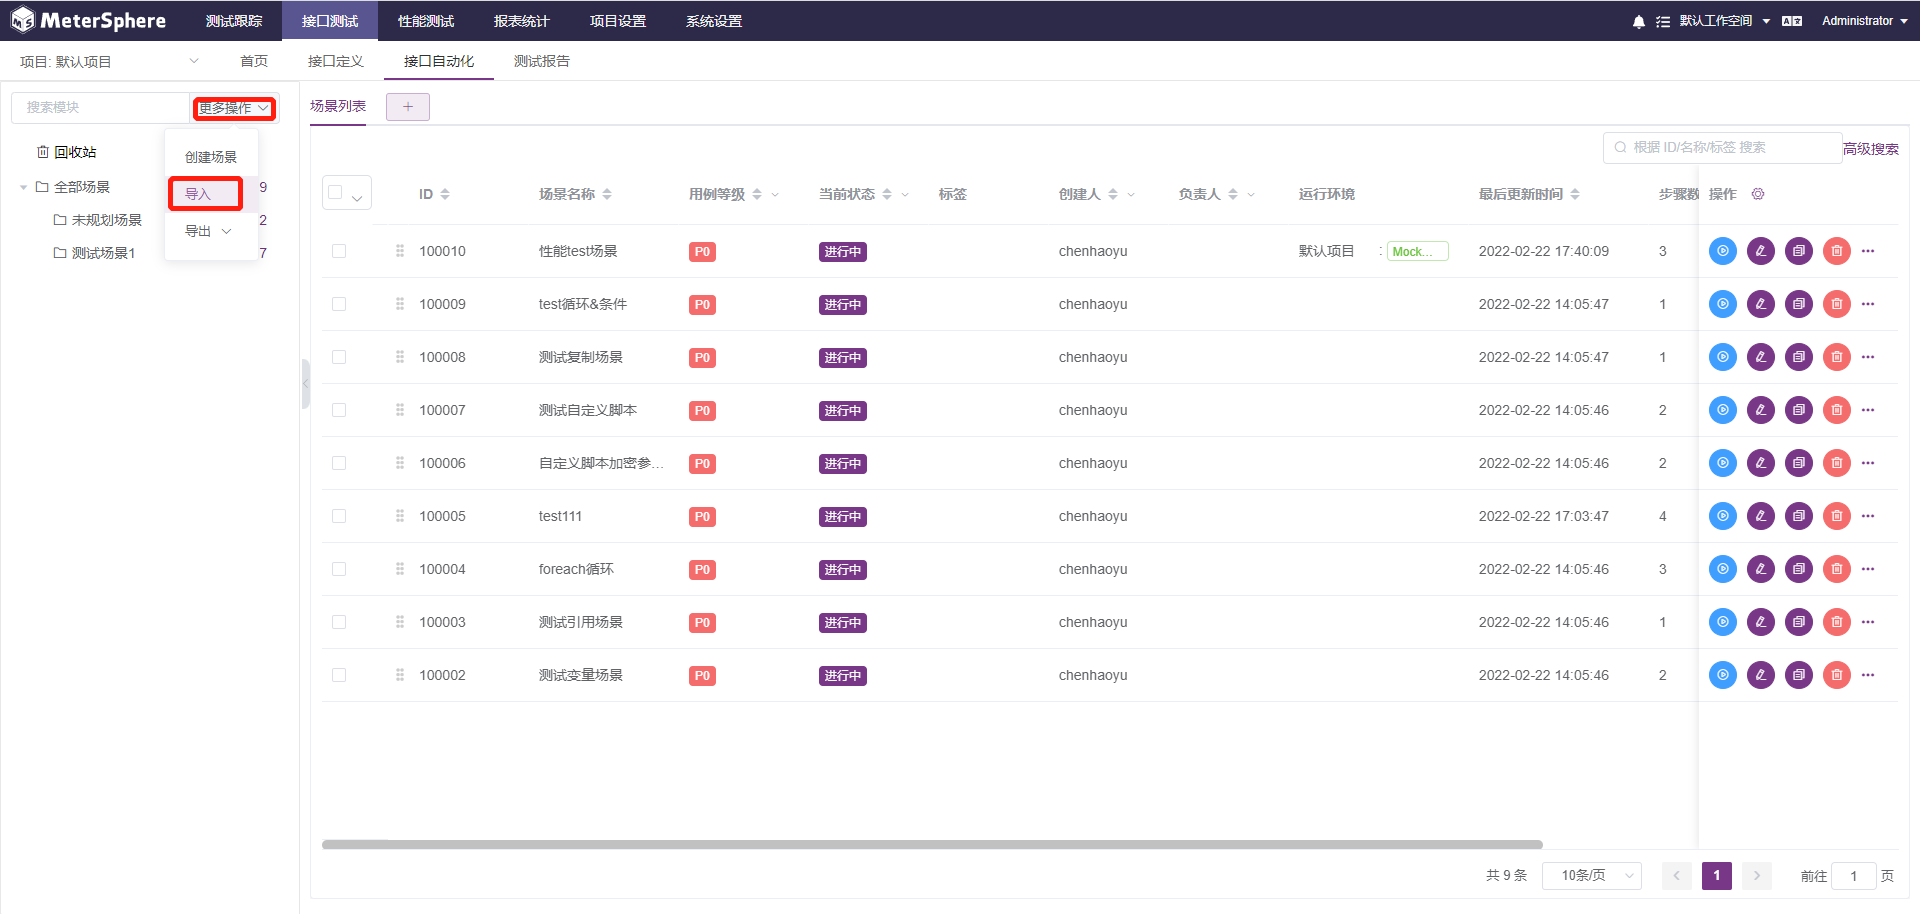 MeterSphere 测试跟踪 接口测试 性能测试 报表统计 项目设置 系统设置 默认工作空间 Administrator
项目: 默认项目 首页 接口定义 接口自动化 测试报告
搜索模块 更多操作
创建场景
导入
导出
回收站
全部场景 9
未规划场景 2
测试场景1 7
场景列表 +
根据 ID/名称/标签 搜索 高级搜索
ID 场景名称 用例等级 当前状态 标签 创建人 负责人 运行环境 最后更新时间 步骤数 操作
100010 性能test场景 P0 进行中 chenhaoyu 默认项目 : Mock... 2022-02-22 17:40:09 3
100009 test循环&条件 P0 进行中 chenhaoyu 2022-02-22 14:05:47 1
100008 测试复制场景 P0 进行中 chenhaoyu 2022-02-22 14:05:47 1
100007 测试自定义脚本 P0 进行中 chenhaoyu 2022-02-22 14:05:46 2
100006 自定义脚本加密参... P0 进行中 chenhaoyu 2022-02-22 14:05:46 2
100005 test111 P0 进行中 chenhaoyu 2022-02-22 17:03:47 4
100004 foreach循环 P0 进行中 chenhaoyu 2022-02-22 14:05:46 3
100003 测试引用场景 P0 进行中 chenhaoyu 2022-02-22 14:05:46 1
100002 测试变量场景 P0 进行中 chenhaoyu 2022-02-22 14:05:46 2
共 9 条 10条/页 1 前往 1 页